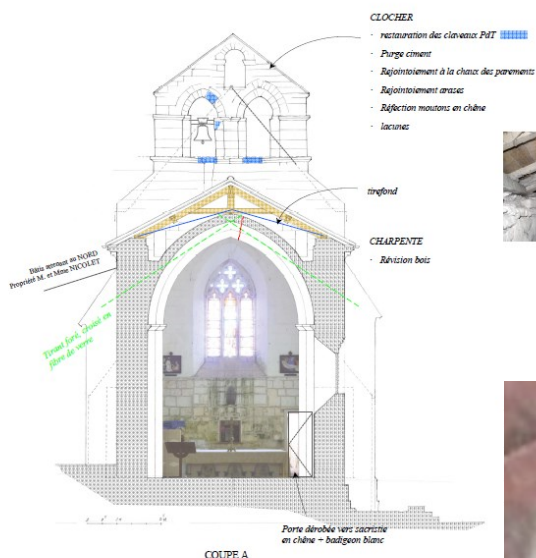 CLOCHER
- restauration des claveaux PdT
- Purge ciment
- Rejointoiement à la chaux des parements
- Rejointoiement arases
- Réfection moutons en chêne
- lacunes
tirefond
CHARPENTE
- Révision bois
Bâtis servant au NORD
Propriété M. et Mme NICOLET
Tirant foré, choisi en
fibre de verre
Porte dérobée vers sacristie
en chêne + badigeon blanc
COUPE A